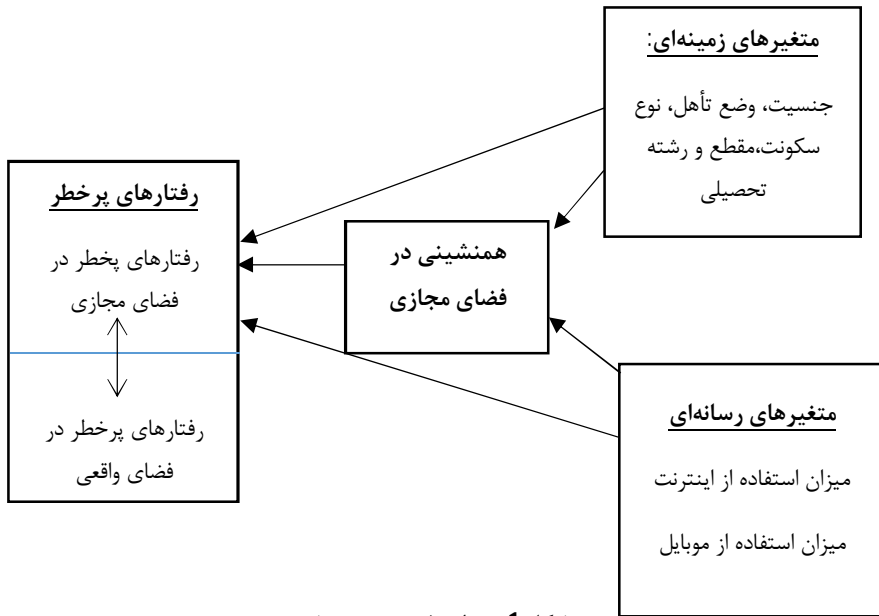 متغیرهای زمینه‌ای:
جنسیت، وضع تأهل، نوع
سکونت،مقطع و رشته
تحصیلی
همنشینی در
فضای مجازی
رفتارهای پرخطر
رفتارهای پخطر در
فضای مجازی
رفتارهای پرخطر در
فضای واقعی
متغیرهای رسانه‌ای
میزان استفاده از اینترنت
میزان استفاده از موبایل